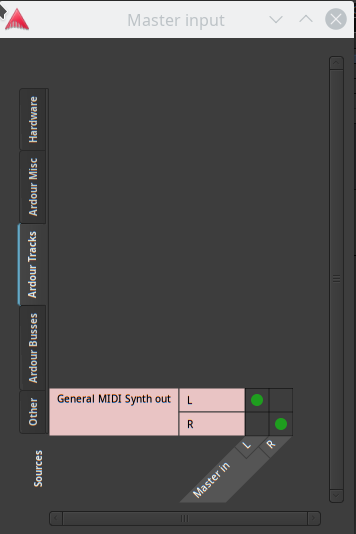 Master input
Hardware
Ardour Misc
Ardour Tracks
Ardour Busses
Other
Sources
General MIDI Synth out
L
R
L
R
Master in